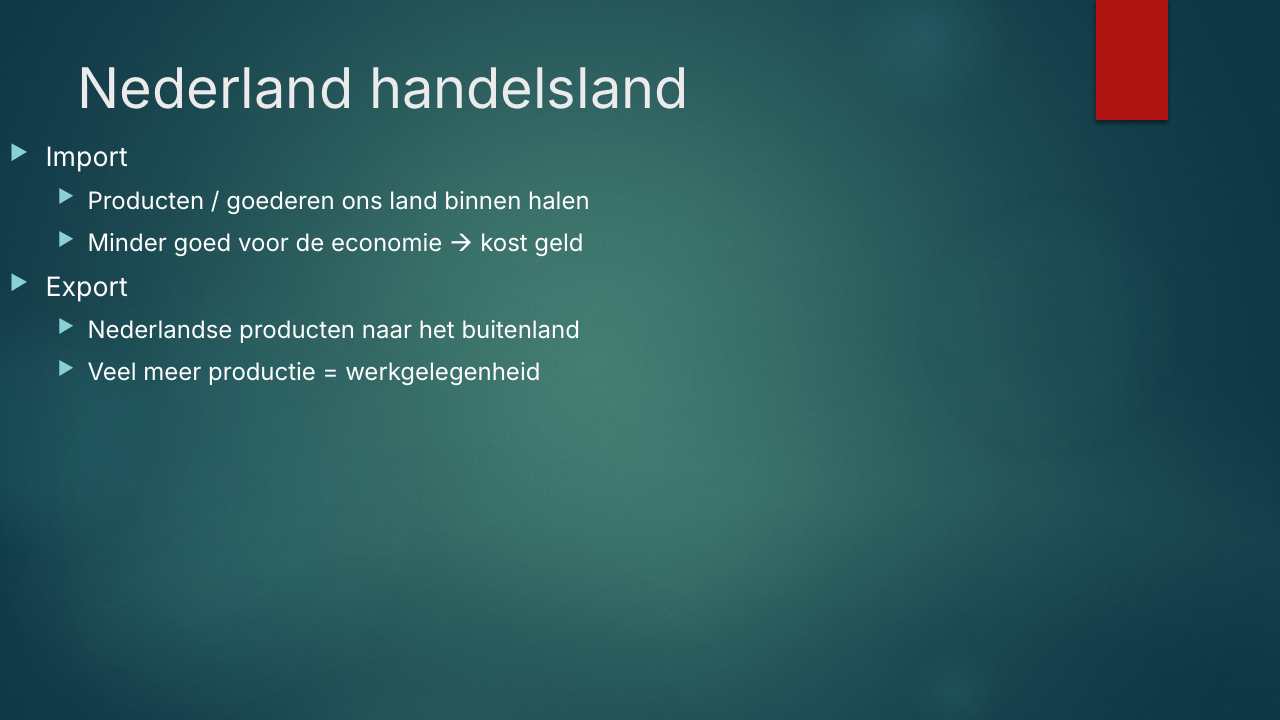 Nederland handelsland
Import
Producten / goederen ons land binnen halen
Minder goed voor de economie → kost geld
Export
Nederlandse producten naar het buitenland
Veel meer productie = werkgelegenheid